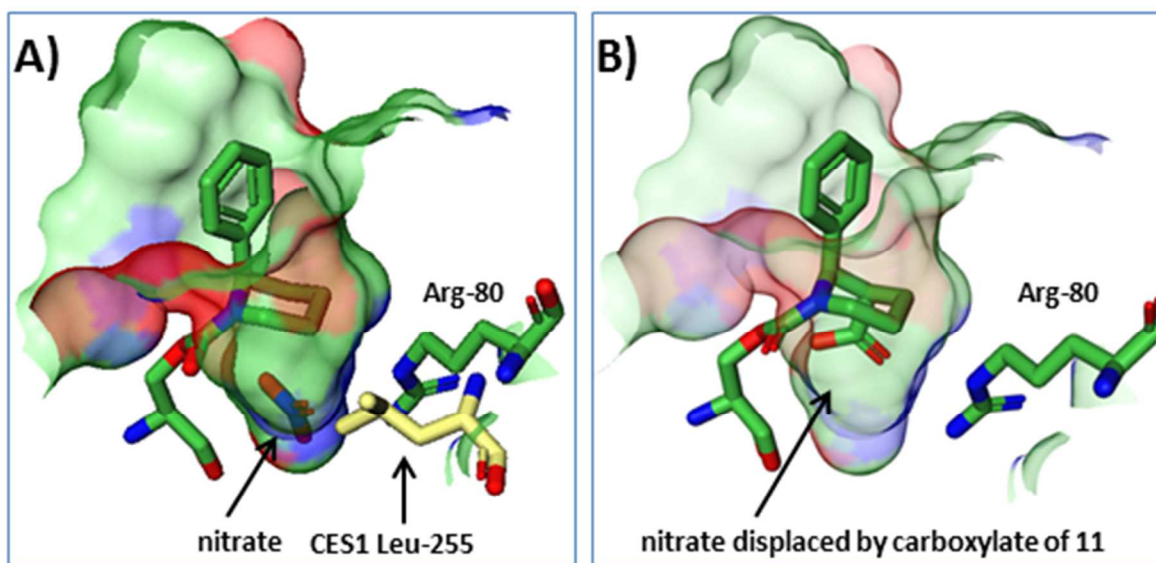 A)
Arg-80
nitrate
CES1 Leu-255
B)
Arg-80
nitrate displaced by carboxylate of 11